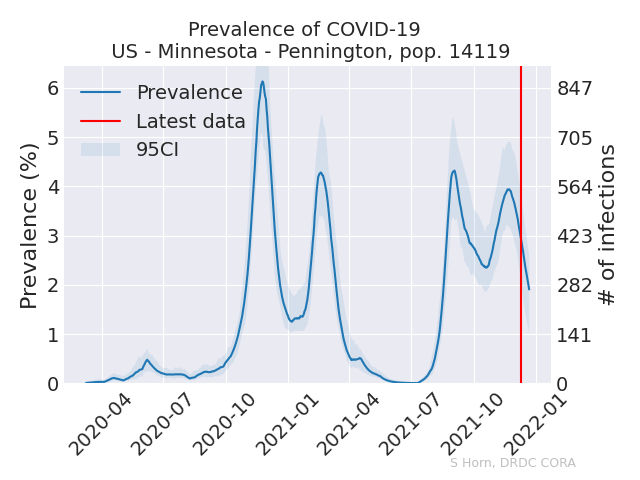 Prevalence of COVID-19
US - Minnesota - Pennington, pop. 14119
Prevalence
Latest data
95CI
Prevalence (%)
6
5
4
3
2
1
0
847
705
564
423
282
141
0
# of infections
2020-04
2020-07
2020-10
2021-01
2021-04
2021-07
2021-10
2022-01
S Horn, DRDC CORA